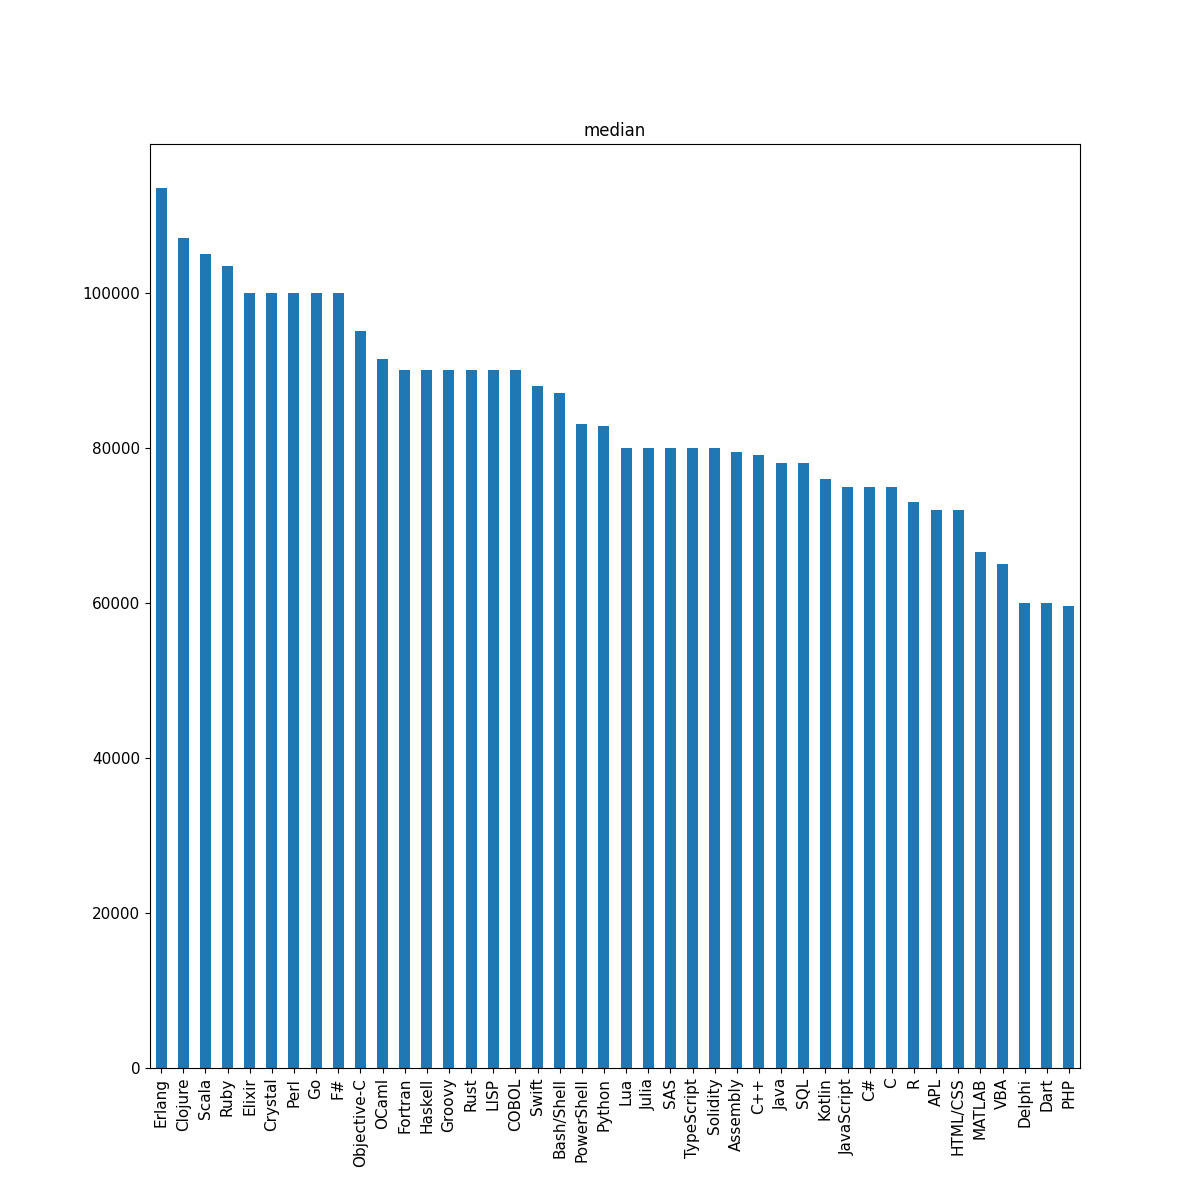 median
100000
80000
60000
40000
20000
0
Erlang
Clojure
Scala
Ruby
Elixir
Crystal
Perl
Go
F#
Objective-C
OCaml
Fortran
Haskell
Groovy
Rust
LISP
COBOL
Swift
Bash/Shell
PowerShell
Python
Lua
Julia
SAS
TypeScript
Solidity
Assembly
C++
Java
SQL
Kotlin
JavaScript
C#
C
R
APL
HTML/CSS
MATLAB
VBA
Delphi
Dart
PHP